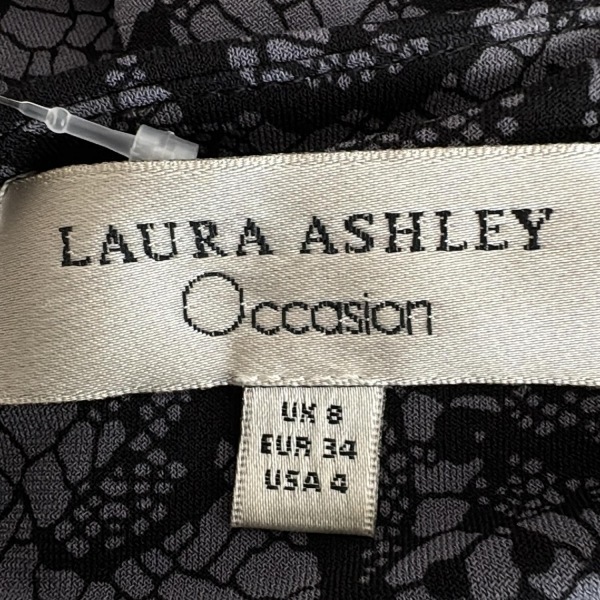 LAURA ASHLEY
Occasion
UK 8
EUR 34
USA 4